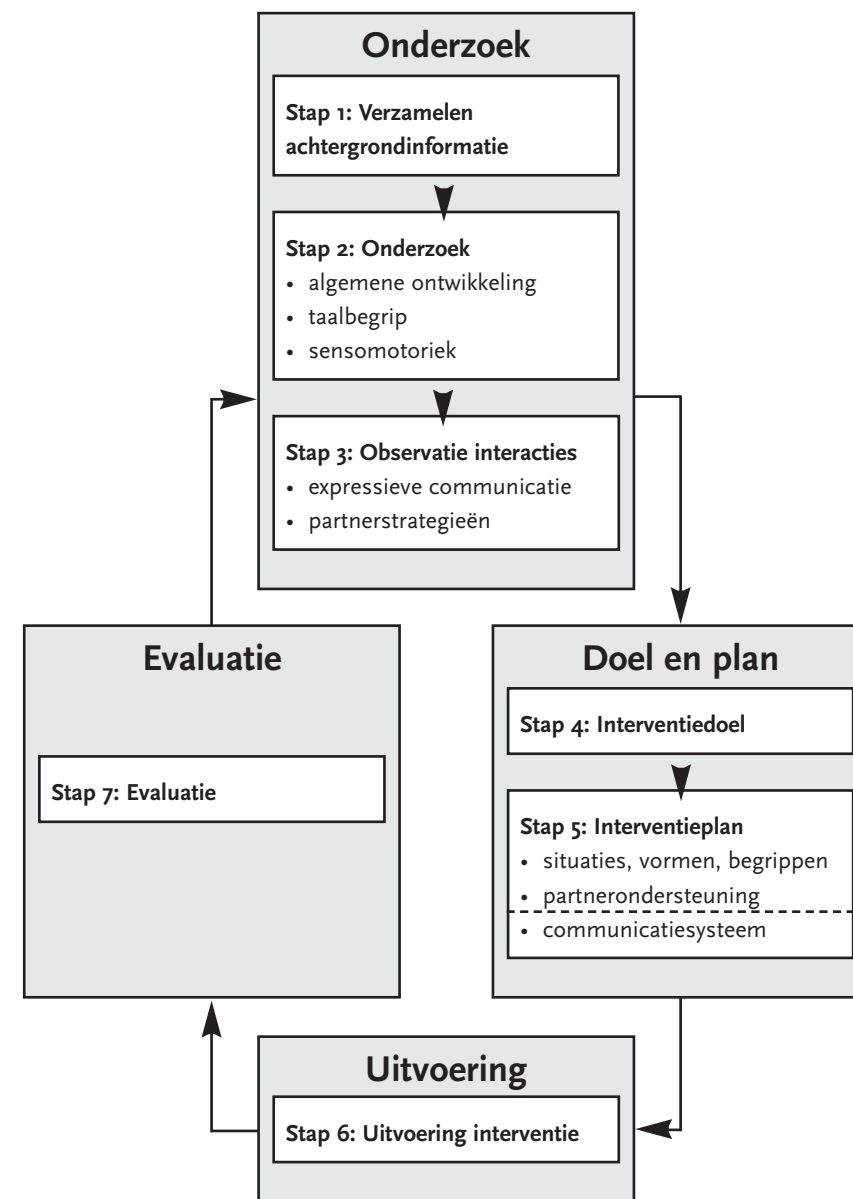 Onderzoek
Stap 1: Verzamelen
achtergrondinformatie
Stap 2: Onderzoek
• algemene ontwikkeling
• taalbegrip
• sensomotoriek
Stap 3: Observatie interacties
• expressieve communicatie
• partnerstrategieën
Doel en plan
Stap 4: Interventiedoel
Stap 5: Interventieplan
• situaties, vormen, begrippen
• partnerondersteuning
• communicatiesysteem
Uitvoering
Stap 6: Uitvoering interventie
Evaluatie
Stap 7: Evaluatie